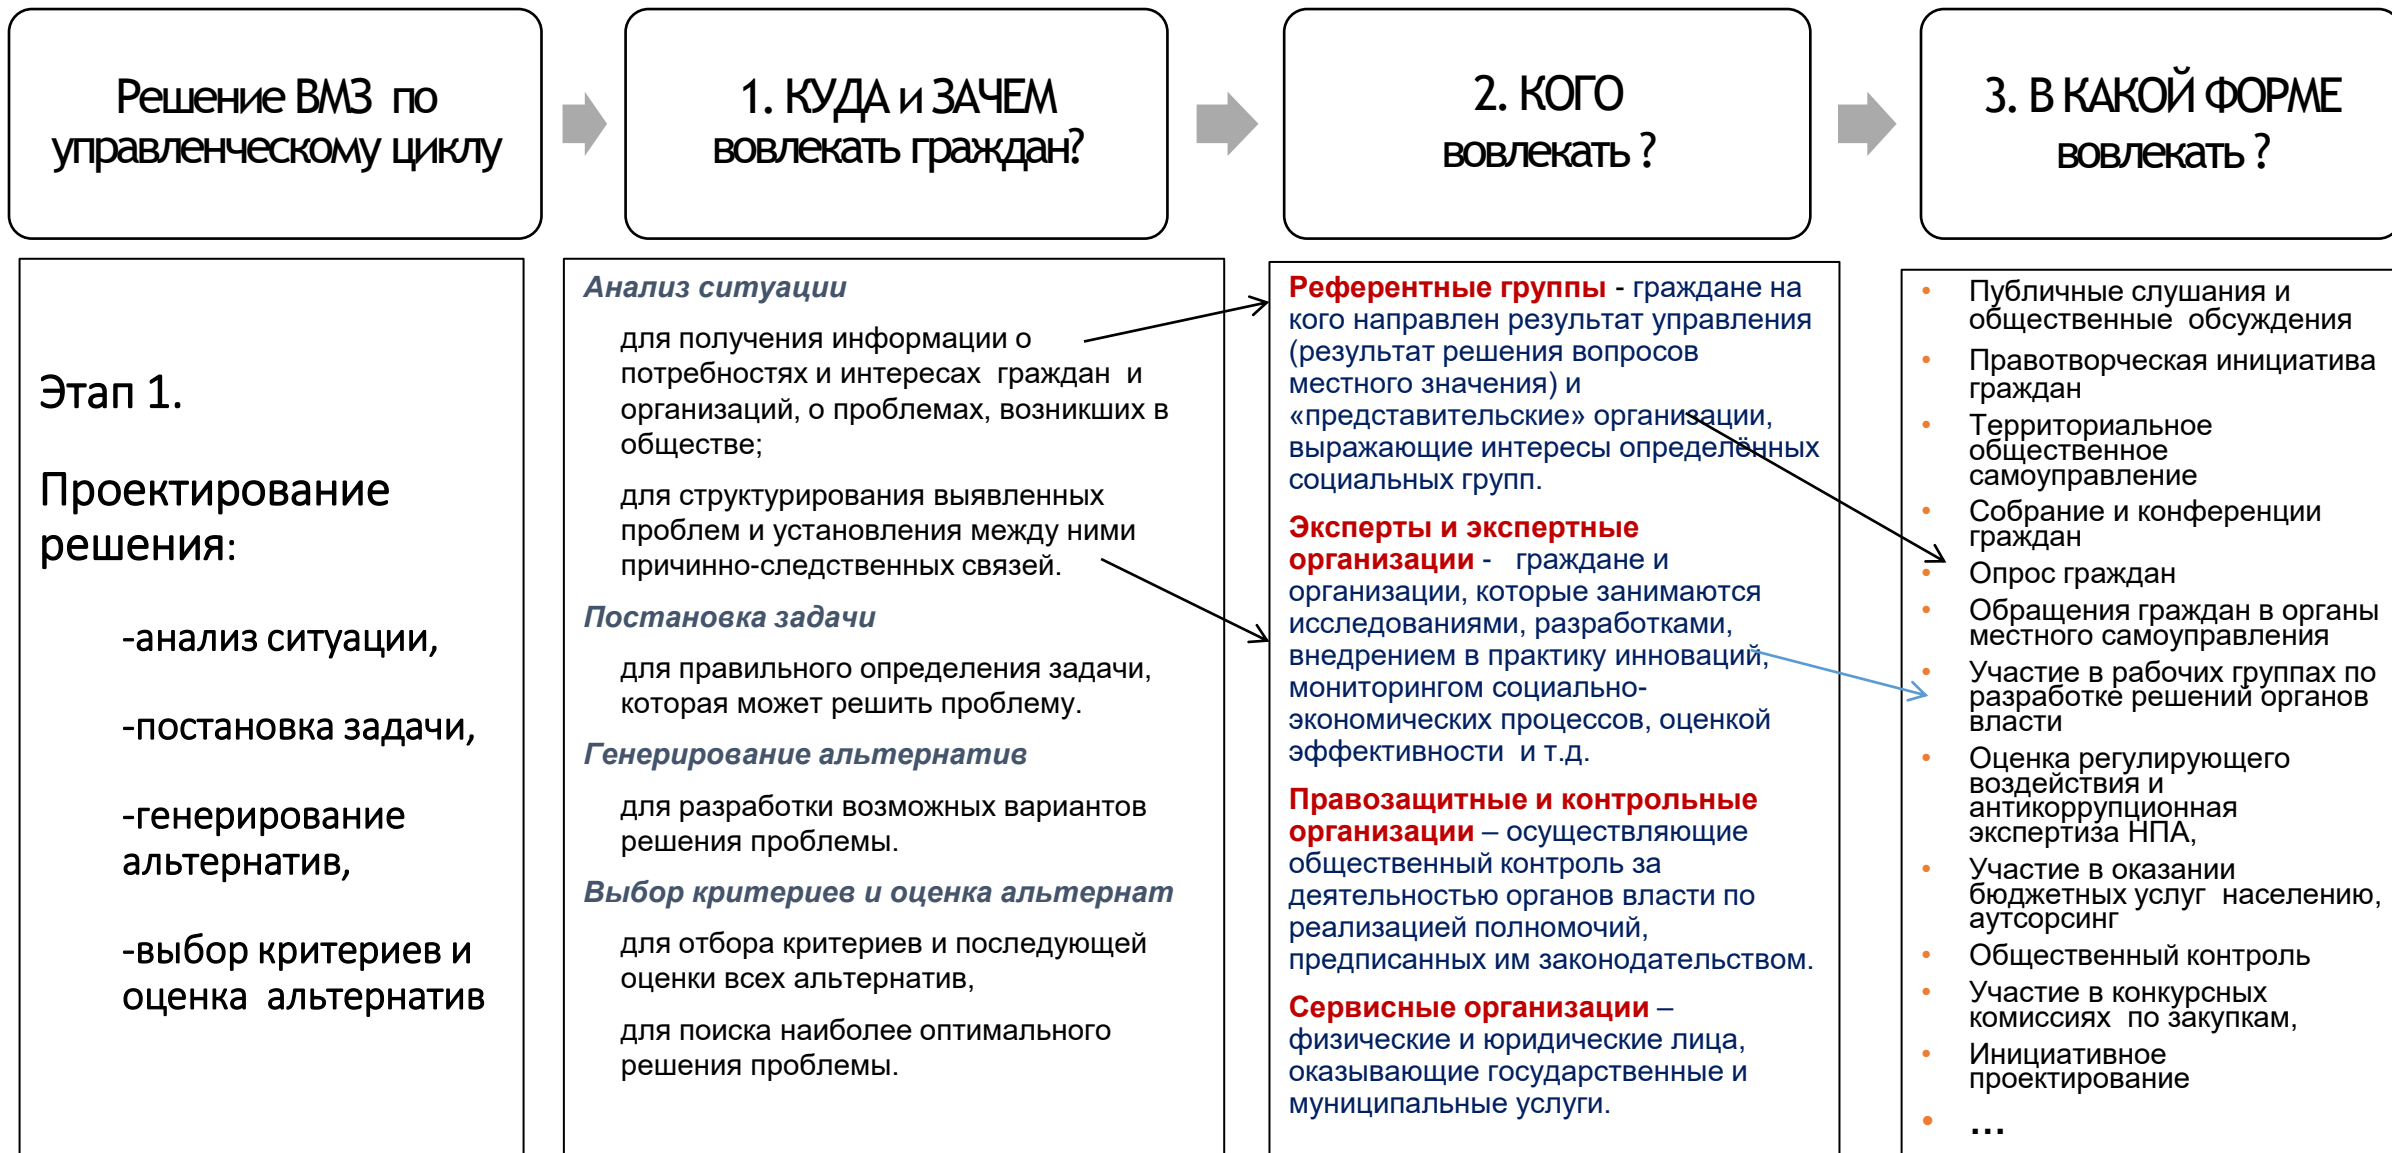 Решение ВМЗ по
управленческому циклу
1. КУДА и ЗАЧЕМ
вовлекать граждан?
2. КОГО
вовлекать ?
3. В КАКОЙ ФОРМЕ
вовлекать ?
Этап 1.
Проектирование
решения:
-анализ ситуации,
-постановка задачи,
-генерирование
альтернатив,
-выбор критериев и
оценка альтернатив
Анализ ситуации
для получения информации о
потребностях и интересах граждан и
организаций, о проблемах, возникших в
обществе;
для структурирования выявленных
проблем и установления между ними
причинно-следственных связей.
Постановка задачи
для правильного определения задачи,
которая может решить проблему.
Генерирование альтернатив
для разработки возможных вариантов
решения проблемы.
Выбор критериев и оценка альтернат
для отбора критериев и последующей
оценки всех альтернатив,
для поиска наиболее оптимального
решения проблемы.
Референтные группы - граждане на
кого направлен результат управления
(результат решения вопросов
местного значения) и
«представительские» организации,
выражающие интересы определённых
социальных групп.
Эксперты и экспертные
организации - граждане и
организации, которые занимаются
исследованиями, разработками,
внедрением в практику инноваций,
мониторингом социально-
экономических процессов, оценкой
эффективности и т.д.
Правозащитные и контрольные
организации – осуществляющие
общественный контроль за
деятельностью органов власти по
реализацией полномочий,
предписанных им законодательством.
Сервисные организации –
физические и юридические лица,
оказывающие государственные и
муниципальные услуги.
• Публичные слушания и
общественные обсуждения
• Правотворческая инициатива
граждан
• Территориальное
общественное
самоуправление
• Собрание и конференции
граждан
• Опрос граждан
• Обращения граждан в органы
местного самоуправления
• Участие в рабочих группах по
разработке решений органов
власти
• Оценка регулирующего
воздействия и
антикоррупционная
экспертиза НПА,
• Участие в оказании
бюджетных услуг населению,
аутсорсинг
• Общественный контроль
• Участие в конкурсных
комиссиях по закупкам,
• Инициативное
проектирование
• ...